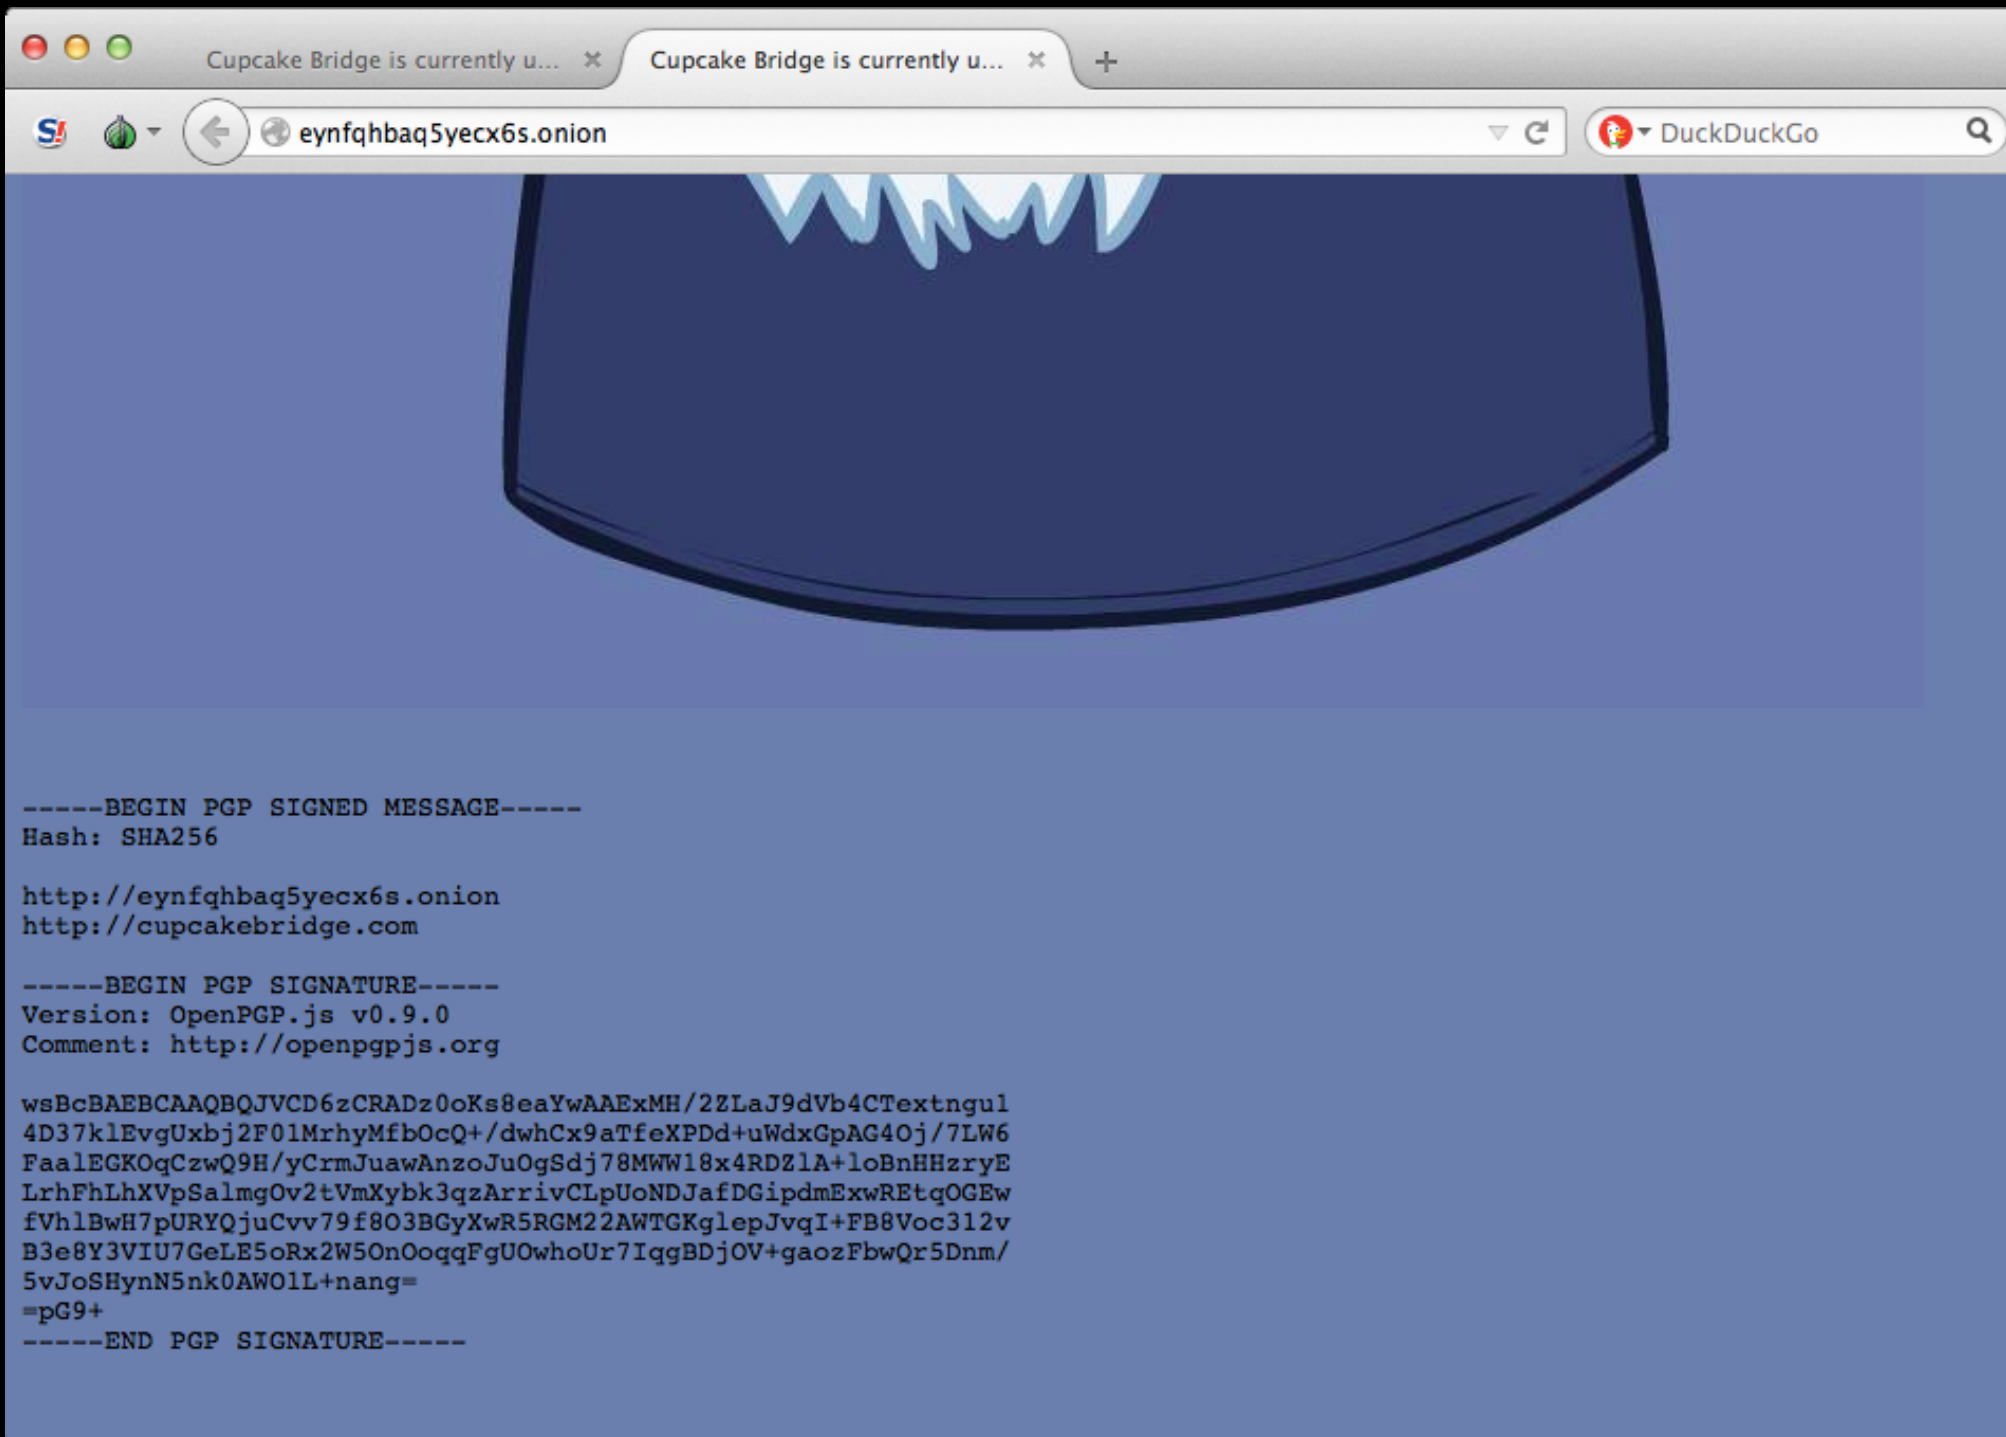 Cupcake Bridge is currently u...
Cupcake Bridge is currently u...
S!
eynfqhbaq5yecx6s.onion
DuckDuckGo
-----BEGIN PGP SIGNED MESSAGE-----
Hash: SHA256
http://eynfqhbaq5yecx6s.onion
http://cupcakebridge.com
-----BEGIN PGP SIGNATURE-----
Version: OpenPGP.js v0.9.0
Comment: http://openpgpjs.org
wsBcBAEBCAAQBQJVCD6zCRADz0oKs8eaYwAAExMH/2ZLaJ9dVb4CTextngul
4D37klEvgUxbj2F01MrhyMfbOcQ+/dwhCx9aTfeXPDd+uWdxGpAG4Oj/7LW6
FaalEGKOqCzwQ9H/yCrmJuawAnzoJuOgSdj78MWW18x4RDZlA+loBnHHzryE
LrhFhLhXVpSalmgOv2tVmXybk3qzArrivCLpUoNDJafDGipdmExwREtqOGEw
fVhlBwH7pURYQjuCvv79f8O3BGyXwR5RGM22AWTGKglepJvqI+FB8Voc312v
B3e8Y3VIU7GeLE5oRx2W5OnOoqqFgUOwhoUr7IqgBDjOV+gaozFbwQr5Dnm/
5vJoSHynN5nk0AWO1L+nang=
=pG9+
-----END PGP SIGNATURE-----